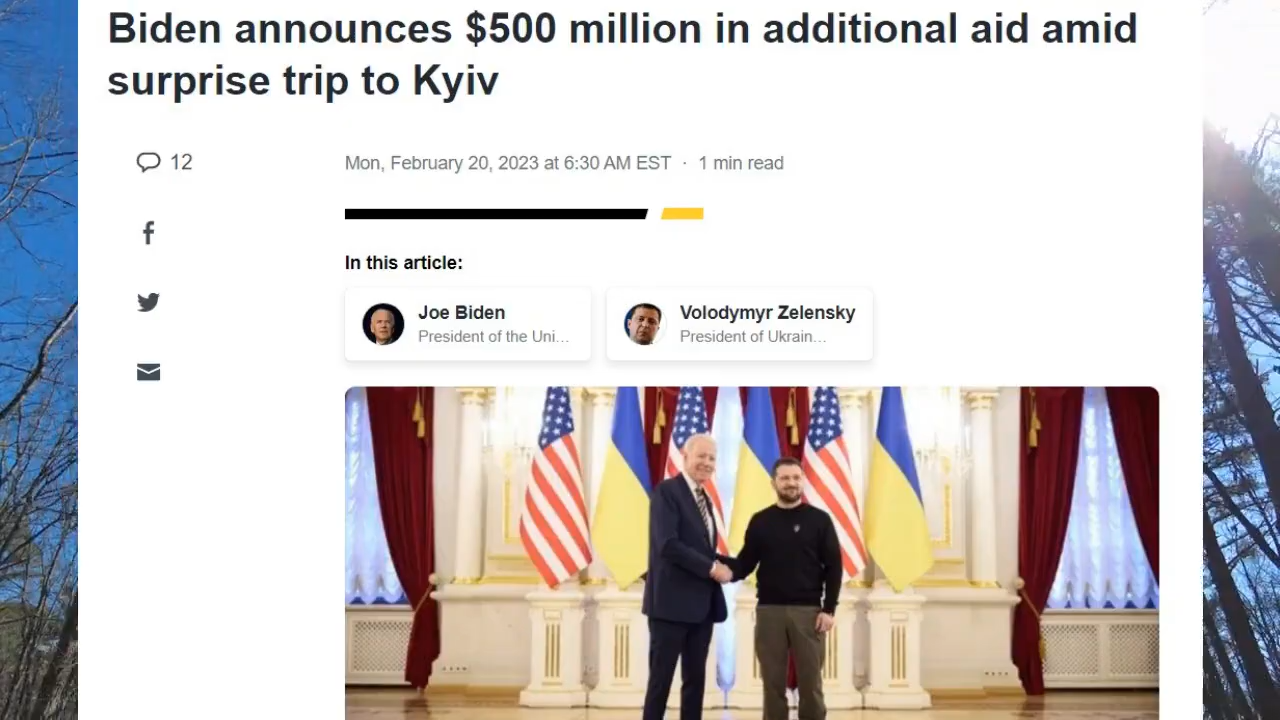 Biden announces $500 million in additional aid amid
surprise trip to Kyiv
12
Mon, February 20, 2023 at 6:30 AM EST · 1 min read
In this article:
Joe Biden
President of the Uni...
Volodymyr Zelensky
President of Ukrain...